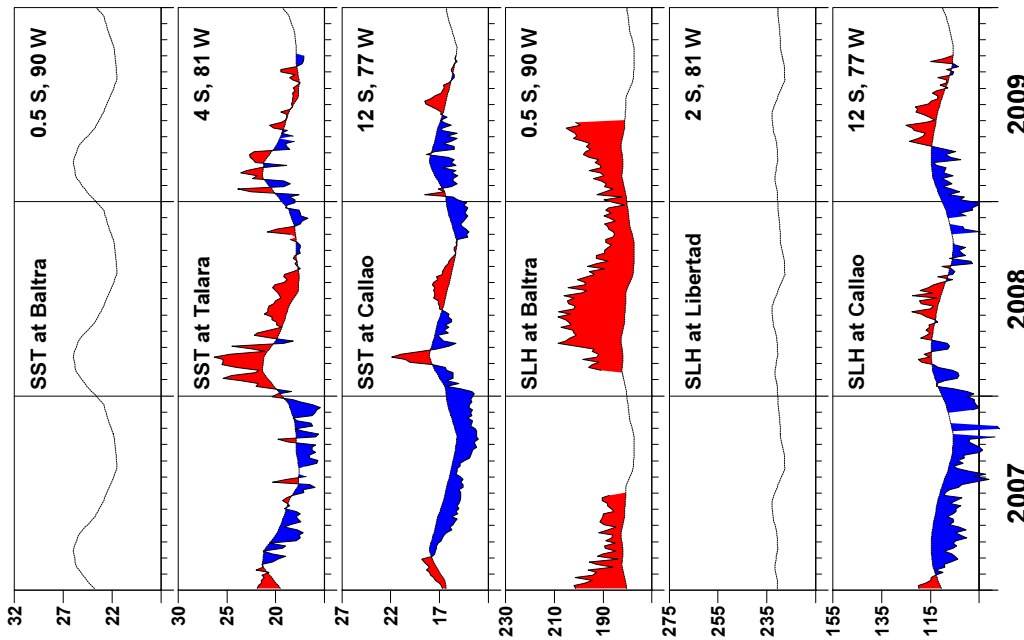 32
SST at Baltra 0.5 S, 90 W
27
22
30
SST at Talara 4 S, 81 W
25
20
27
SST at Callao 12 S, 77 W
22
17
230
SLH at Baltra 0.5 S, 90 W
210
190
275
SLH at Libertad 2 S, 81 W
255
235
155
SLH at Callao 12 S, 77 W
135
115
2007 2008 2009